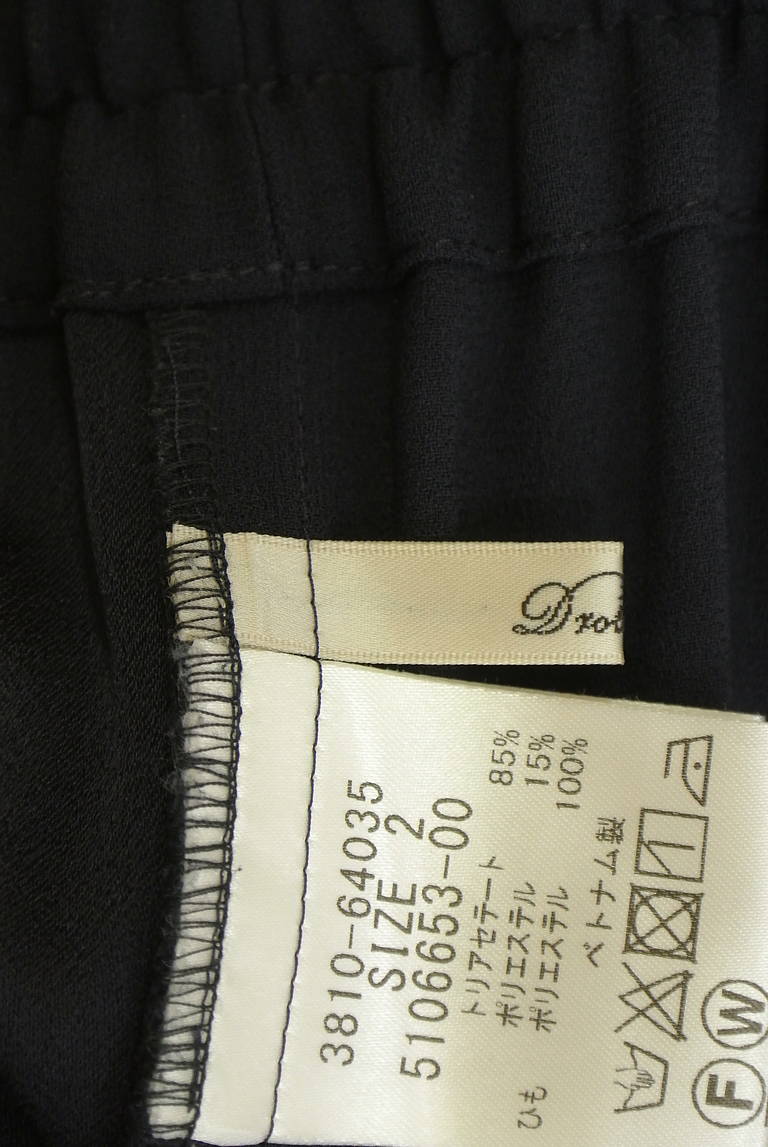 Droi
3810-64035
SIZE 2
5106653-00
トリアセテート 85%
ポリエステル 15%
ひも ポリエステル 100%
ベトナム製
F W